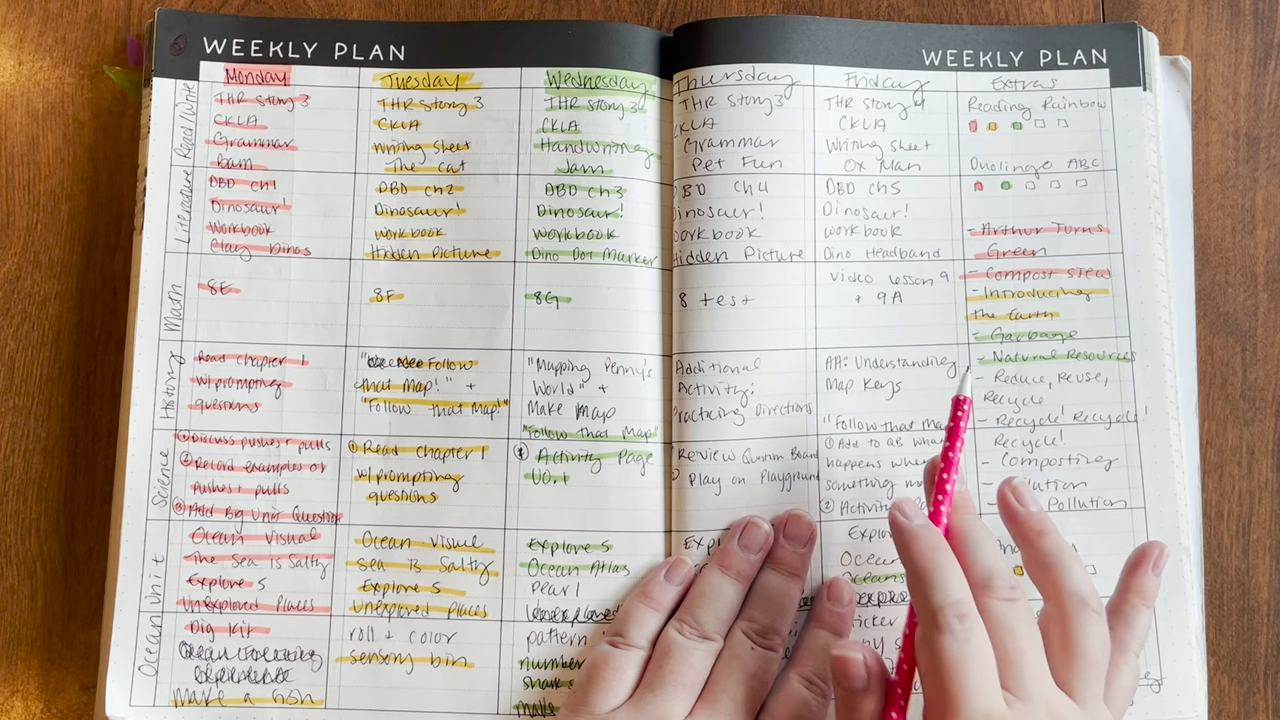 WEEKLY PLAN
WEEKLY PLAN
Monday
Tuesday
Wednesday
Thursday
Friday
Extras
Literature Read/Write
THR Story 3
CKLA
Grammar
Bam
THR Story 3
CKLA
Writing Sheet
The cat
THR Story 3
CKLA
Handwriting
Jam
THR Story 3
CKLA
Grammar
Pet Fun
THR Story 4
CKLA
Writing Sheet
Ox Man
Reading Rainbow
Duolingo ABC
DBD Ch1
Dinosaur!
Workbook
Clay Dinos
DBD Ch2
Dinosaur!
Workbook
Hidden Picture
DBD Ch3
Dinosaur!
Workbook
Dino Dot Marker
DBD Ch4
Dinosaur!
Workbook
Hidden Picture
DBD Ch5
Dinosaur!
Workbook
Dino Headband
- Arthur Turns
Green
- Compost Stew
- Introducing
the Earth
- Garbage
- Natural Resources
- Reduce, Reuse,
Recycle
- Recycle! Recycle!
Recycle!
- Composting
- Pollution
Pollution
Math
8E
8F
8G
8 test
Video Lesson 9
+ 9A
History
Read chapter 1
w/prompting
questions
Follow
that Map!" +
"Follow that Map!"
"Mapping Penny's
World" +
Make Map
"Follow that Map"
Additional
Activity:
Practicing Directions
AA: Understanding
Map Keys
"Follow that Map
Science
① Discuss pushes + pulls
② Record examples of
pushes + pulls
③ Add Big Unit Question
① Read chapter 1
w/prompting
questions
① Activity Page
U0.1
Review Question Board
Play on Playground
① Add to QB what
happens when
something
② Activity
Ocean Unit
Ocean Visual
The Sea is Salty
Explore 5
Unexplored Places
Dig Kit
Make a fish
Ocean Visual
Sea is Salty
Explore 5
Unexplored Places
roll + color
sensory bin
Explore 5
Ocean Atlas
Pearl
pattern
number
shark
make
Ocean
Oceans